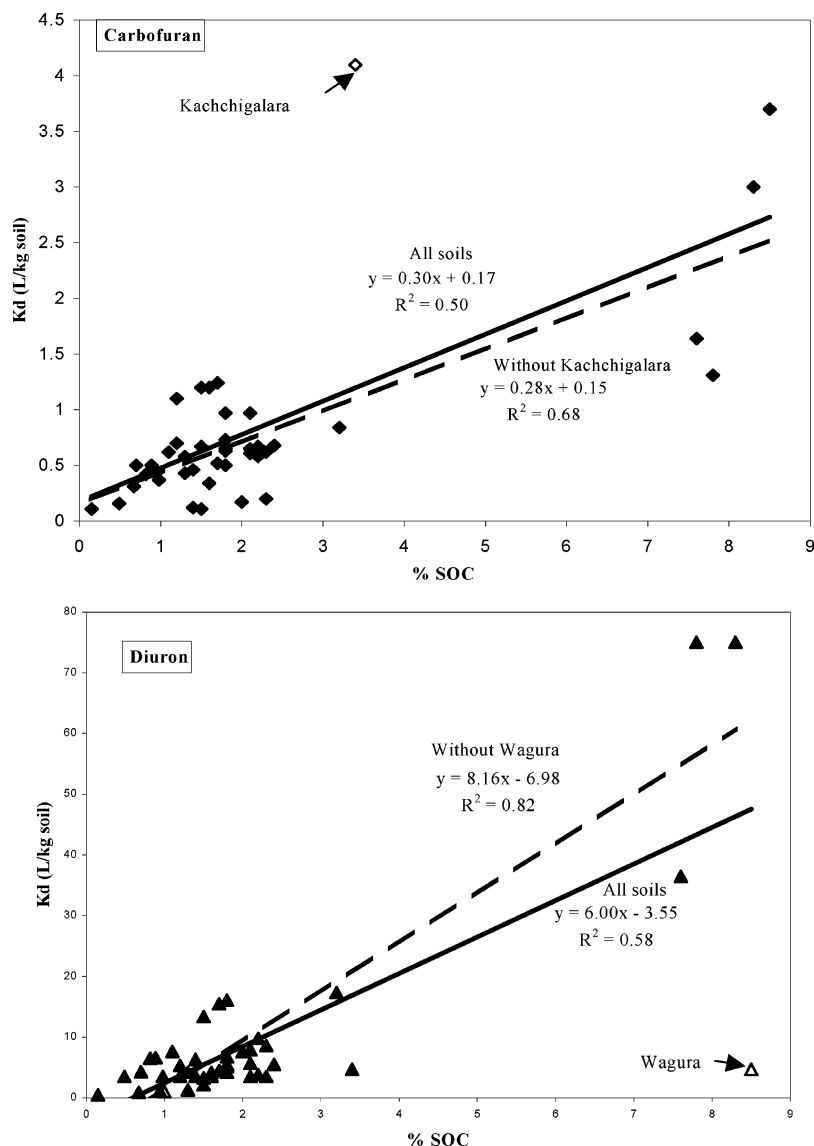 Carbofuran
4.5
4
3.5
3
2.5
2
1.5
1
0.5
0
Kd (L/kg soil)
Kachchigalara
All soils
y = 0.30x + 0.17
R² = 0.50
Without Kachchigalara
y = 0.28x + 0.15
R² = 0.68
0 1 2 3 4 5 6 7 8 9
% SOC
Diuron
80
70
60
50
40
30
20
10
0
Kd (L/kg soil)
Without Wagura
y = 8.16x - 6.98
R² = 0.82
All soils
y = 6.00x - 3.55
R² = 0.58
Wagura
0 1 2 3 4 5 6 7 8 9
% SOC